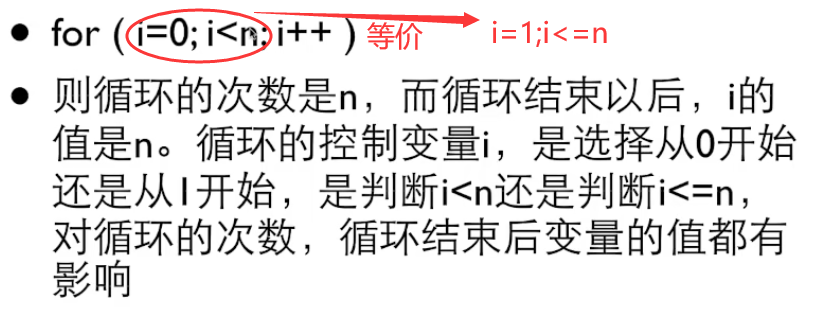 for ( i=0; i<n; i++ ) 等价 i=1;i<=n
则循环的次数是n，而循环结束以后，i的
值是n。循环的控制变量i，是选择从0开始
还是从1开始，是判断i<n还是判断i<=n，
对循环的次数，循环结束后变量的值都有
影响